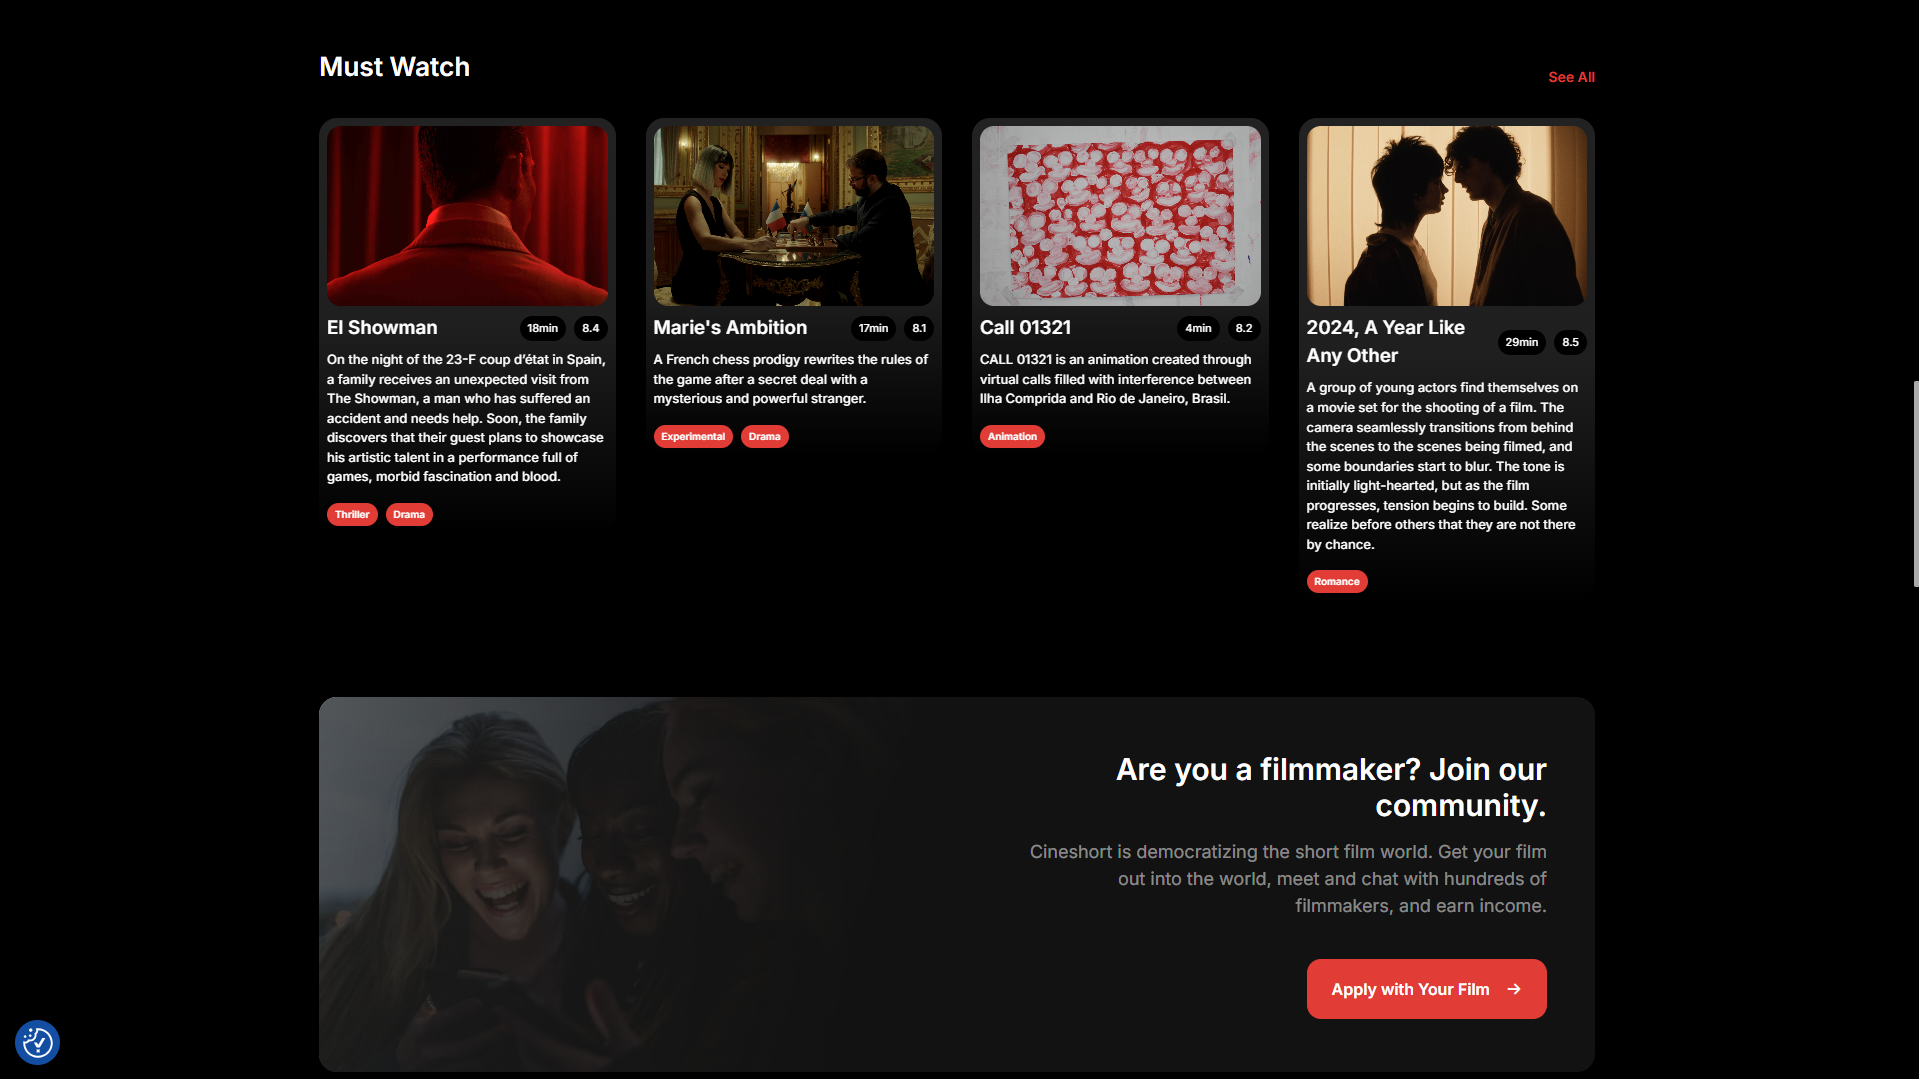 Must Watch
See All
El Showman
18min
8.4
On the night of the 23-F coup d'état in Spain,
a family receives an unexpected visit from
The Showman, a man who has suffered an
accident and needs help. Soon, the family
discovers that their guest plans to showcase
his artistic talent in a performance full of
games, morbid fascination and blood.
Thriller
Drama
Marie's Ambition
17min
8.1
A French chess prodigy rewrites the rules of
the game after a secret deal with a
mysterious and powerful stranger.
Experimental
Drama
Call 01321
4min
8.2
CALL 01321 is an animation created through
virtual calls filled with interference between
Ilha Comprida and Rio de Janeiro, Brasil.
Animation
2024, A Year Like
Any Other
29min
8.5
A group of young actors find themselves on
a movie set for the shooting of a film. The
camera seamlessly transitions from behind
the scenes to the scenes being filmed, and
some boundaries start to blur. The tone is
initially light-hearted, but as the film
progresses, tension begins to build. Some
realize before others that they are not there
by chance.
Romance
Are you a filmmaker? Join our
community.
Cineshort is democratizing the short film world. Get your film
out into the world, meet and chat with hundreds of
filmmakers, and earn income.
Apply with Your Film →